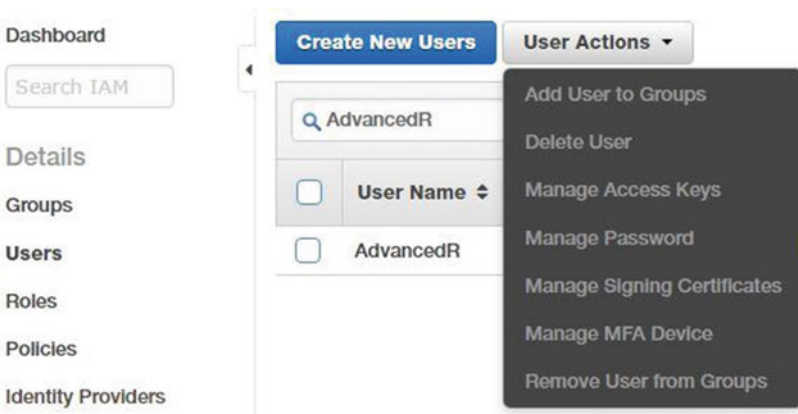 Dashboard
Search IAM
Details
Groups
Users
Roles
Policies
Identity Providers
Create New Users
User Actions
AdvancedR
User Name
AdvancedR
Add User to Groups
Delete User
Manage Access Keys
Manage Password
Manage Signing Certificates
Manage MFA Device
Remove User from Groups